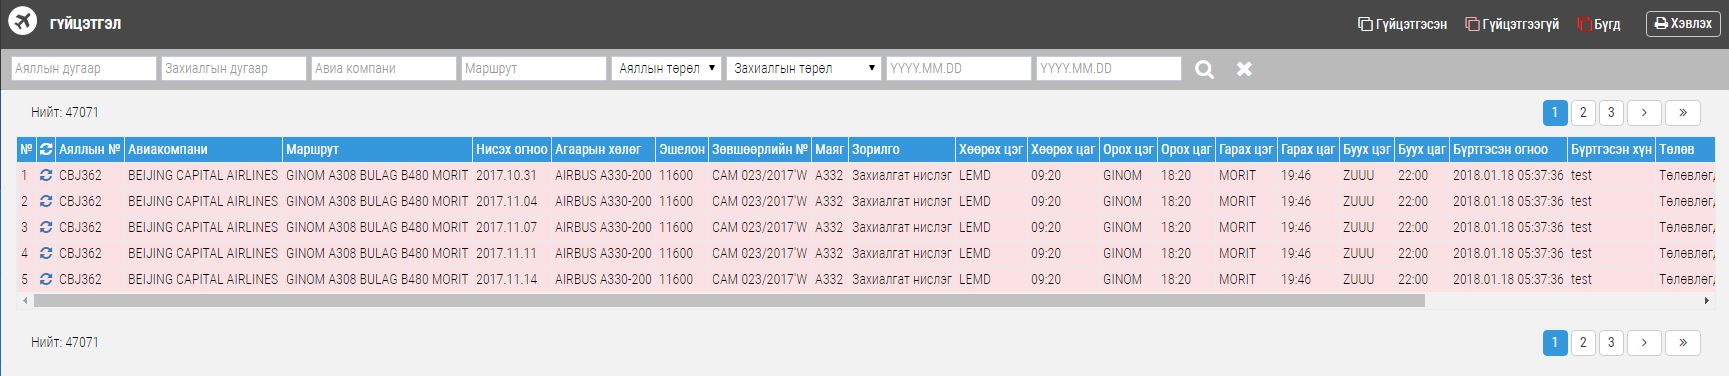 ГҮЙЦЭТГЭЛ Гүйцэтгэсэн Гүйцэтгээгүй Бүгд Хэвлэх
Аяллын дугаар Захиалгын дугаар Авиа компани Маршрут Аяллын төрөл Захиалгын төрөл YYYY.MM.DD YYYY.MM.DD
Нийт: 47071 1 2 3 › »
№ Аяллын № Авиакомпани Маршрут Нисэх огноо Агаарын хөлөг Эшелон Зөвшөөрлийн № Маяг Зорилго Хөөрөх цэг Хөөрөх цаг Орох цэг Орох цаг Гарах цэг Гарах цаг Буух цэг Буух цаг Бүртгэсэн огноо Бүртгэсэн хүн Төлөв
1 CBJ362 BEIJING CAPITAL AIRLINES GINOM A308 BULAG B480 MORIT 2017.10.31 AIRBUS A330-200 11600 CAM 023/2017'W A332 Захиалгат нислэг LEMD 09:20 GINOM 18:20 MORIT 19:46 ZUUU 22:00 2018.01.18 05:37:36 test Төлөвлөгд
2 CBJ362 BEIJING CAPITAL AIRLINES GINOM A308 BULAG B480 MORIT 2017.11.04 AIRBUS A330-200 11600 CAM 023/2017'W A332 Захиалгат нислэг LEMD 09:20 GINOM 18:20 MORIT 19:46 ZUUU 22:00 2018.01.18 05:37:36 test Төлөвлөгд
3 CBJ362 BEIJING CAPITAL AIRLINES GINOM A308 BULAG B480 MORIT 2017.11.07 AIRBUS A330-200 11600 CAM 023/2017'W A332 Захиалгат нислэг LEMD 09:20 GINOM 18:20 MORIT 19:46 ZUUU 22:00 2018.01.18 05:37:36 test Төлөвлөгд
4 CBJ362 BEIJING CAPITAL AIRLINES GINOM A308 BULAG B480 MORIT 2017.11.11 AIRBUS A330-200 11600 CAM 023/2017'W A332 Захиалгат нислэг LEMD 09:20 GINOM 18:20 MORIT 19:46 ZUUU 22:00 2018.01.18 05:37:36 test Төлөвлөгд
5 CBJ362 BEIJING CAPITAL AIRLINES GINOM A308 BULAG B480 MORIT 2017.11.14 AIRBUS A330-200 11600 CAM 023/2017'W A332 Захиалгат нислэг LEMD 09:20 GINOM 18:20 MORIT 19:46 ZUUU 22:00 2018.01.18 05:37:36 test Төлөвлөгд
Нийт: 47071 1 2 3 › »